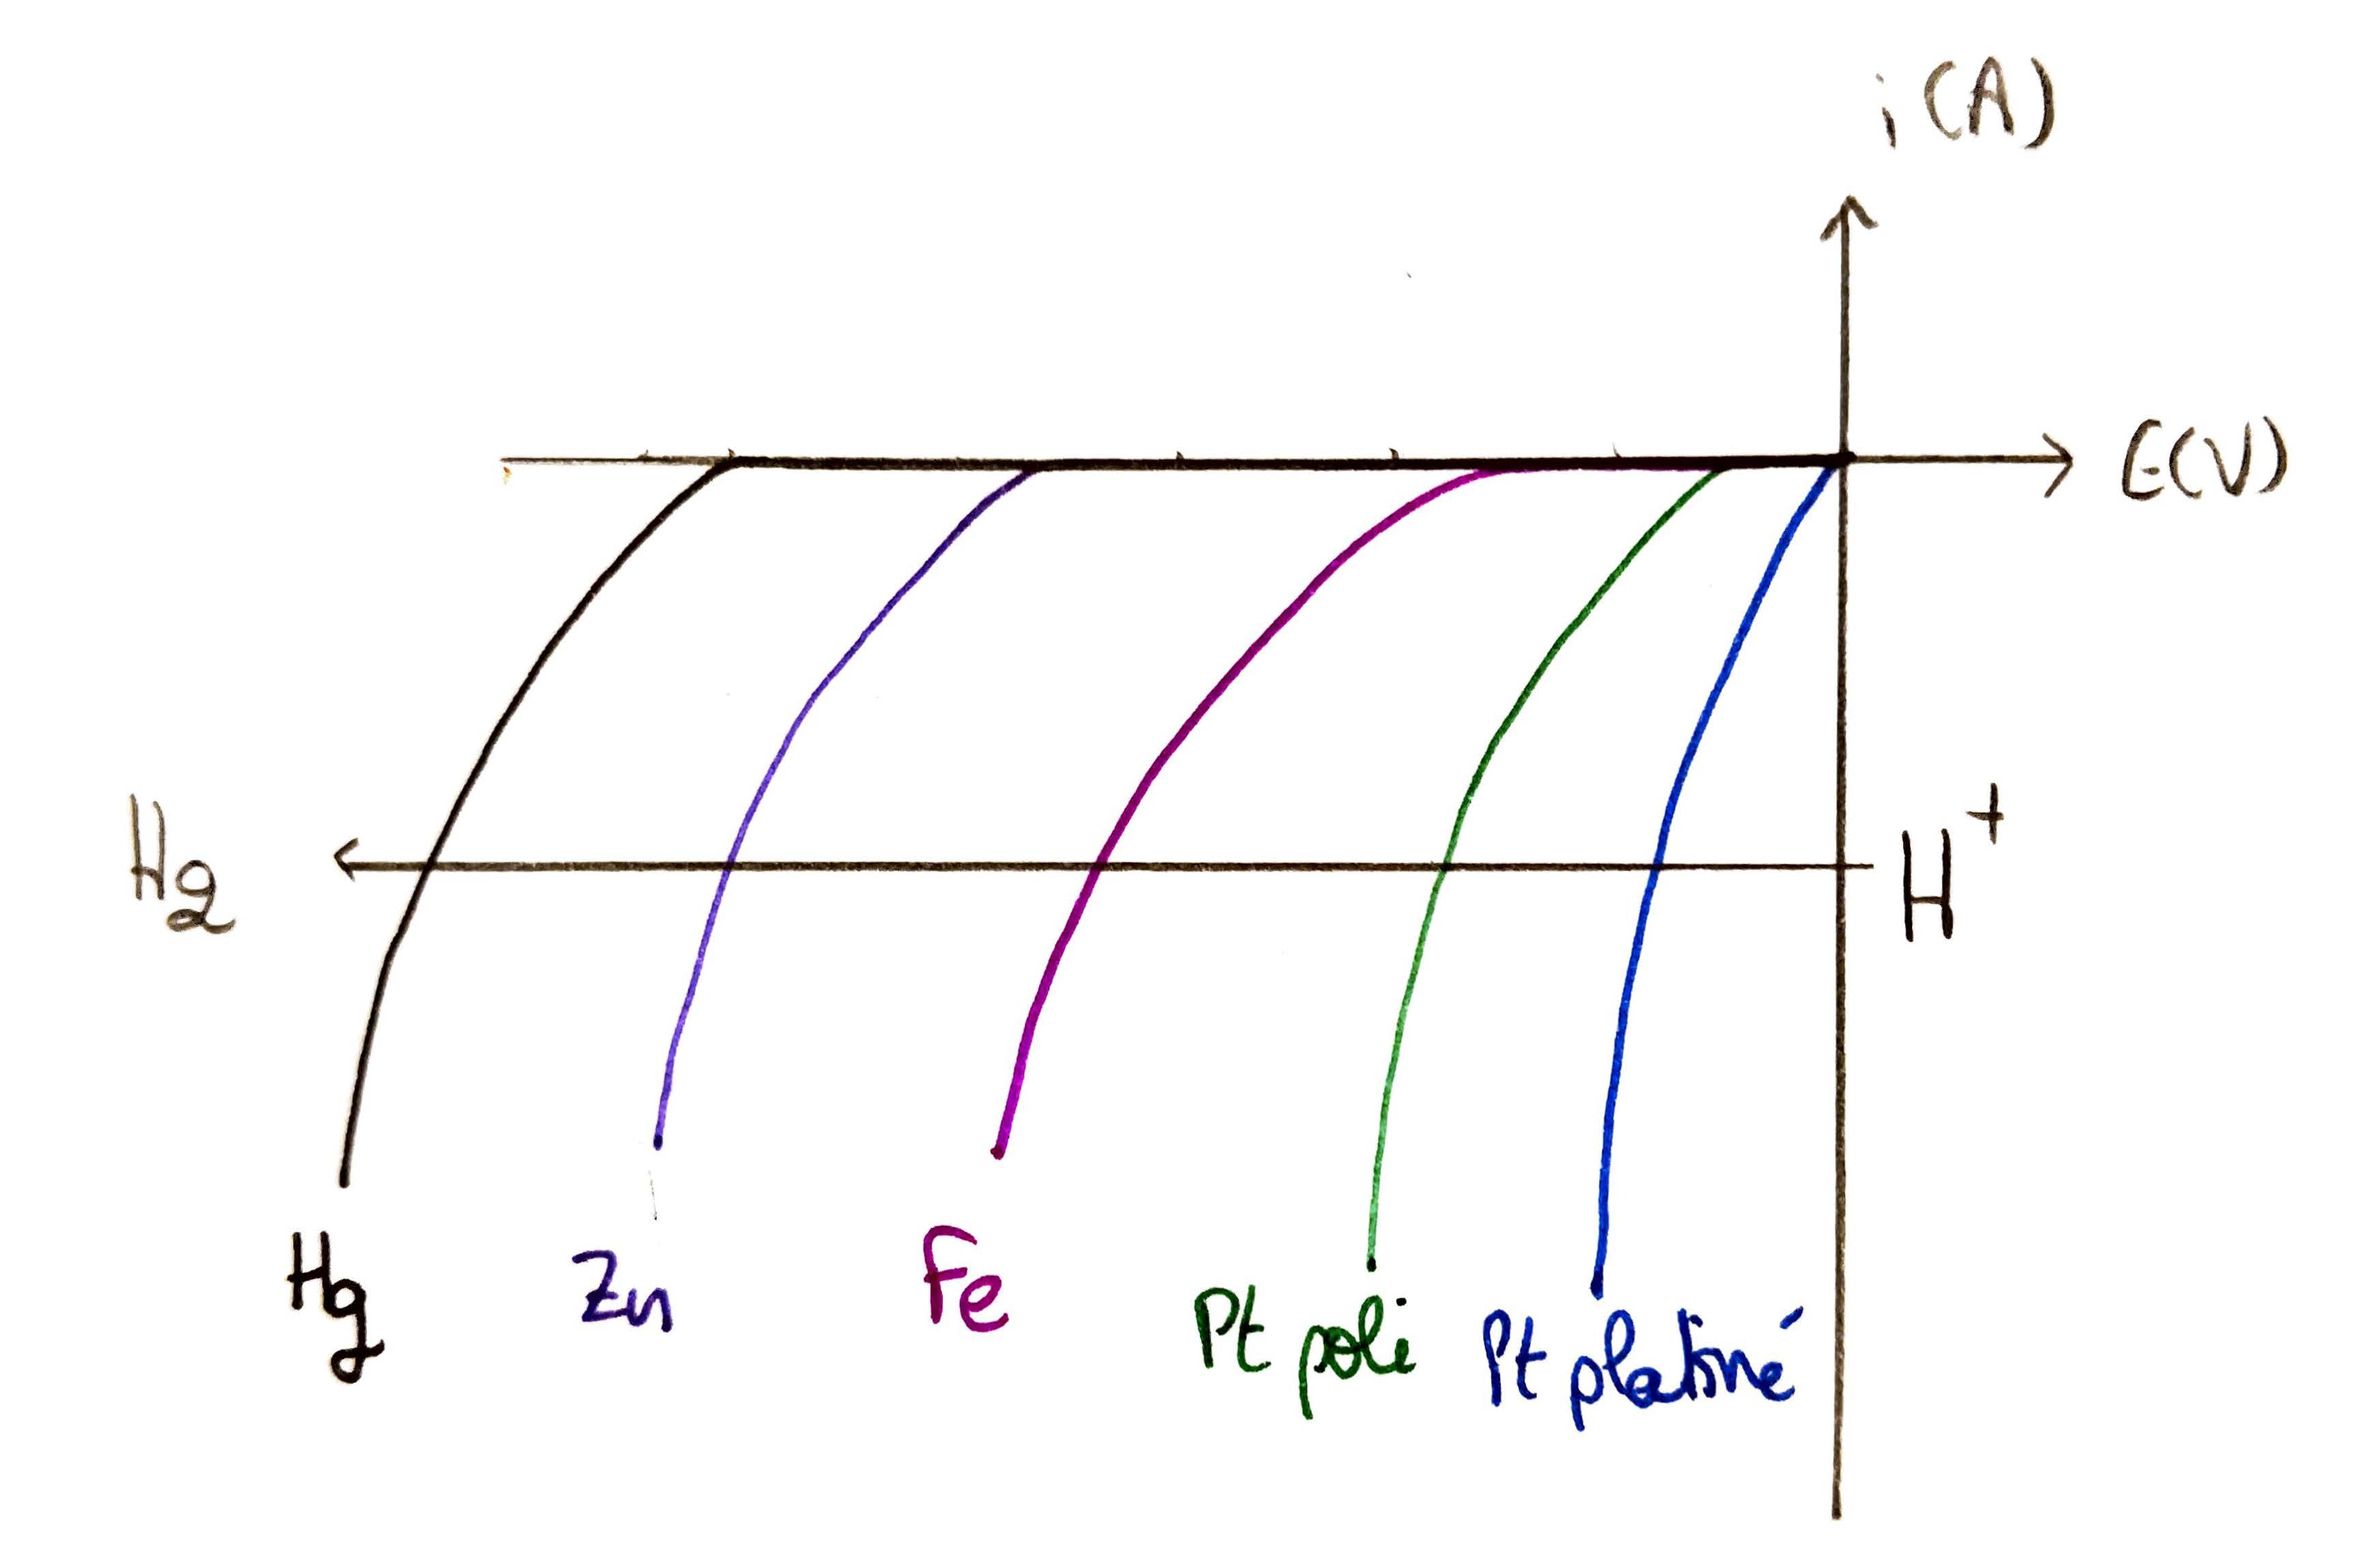 i (A)
E(V)
H₂
H⁺
Hg
Zn
Fe
Pt poli
Pt platiné